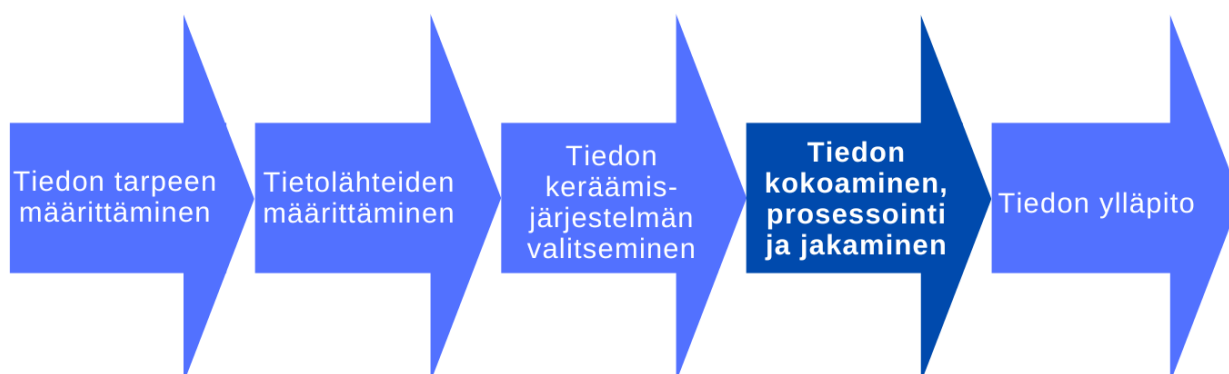 Tiedon tarpeen
määrittäminen
Tietolähteiden
määrittäminen
Tiedon
keräämis-
järjestelmän
valitseminen
Tiedon
kokoaminen,
prosessointi
ja jakaminen
Tiedon ylläpito